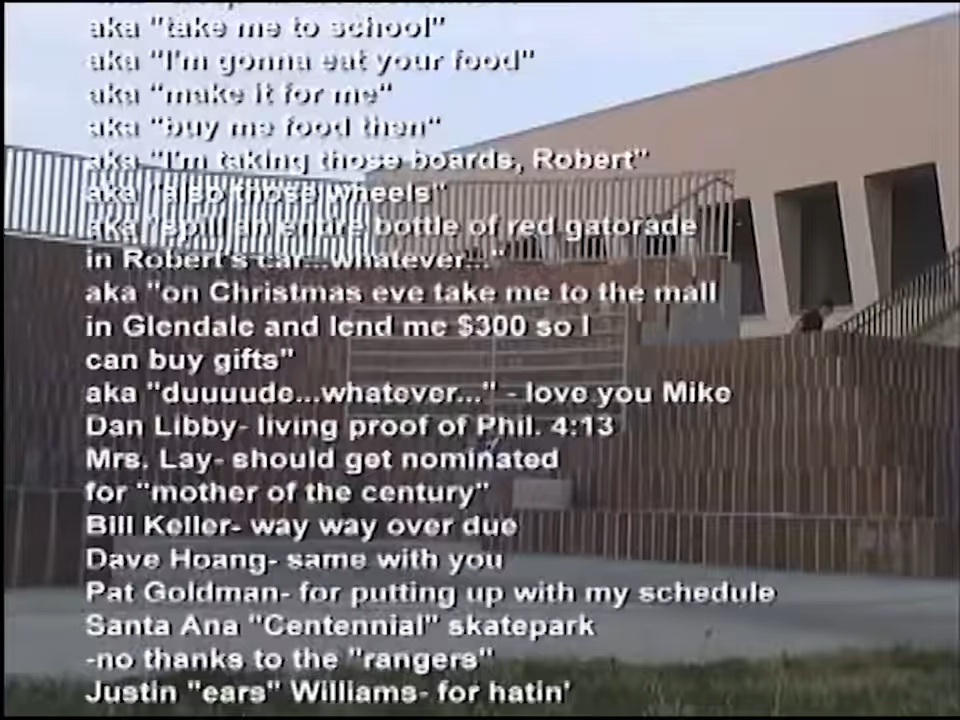 aka "take me to school"
aka "I'm gonna eat your food"
aka "make it for me"
aka "buy me food then"
aka "I'm taking those boards, Robert"
aka "also those wheels"
aka "spill an entire bottle of red gatorade
in Robert's car...whatever..."
aka "on Christmas eve take me to the mall
in Glendale and lend me $300 so I
can buy gifts"
aka "duuuude...whatever..." - love you Mike
Dan Libby- living proof of Phil. 4:13
Mrs. Lay- should get nominated
for "mother of the century"
Bill Keller- way way over due
Dave Hoang- same with you
Pat Goldman- for putting up with my schedule
Santa Ana "Centennial" skatepark
-no thanks to the "rangers"
Justin "ears" Williams- for hatin'